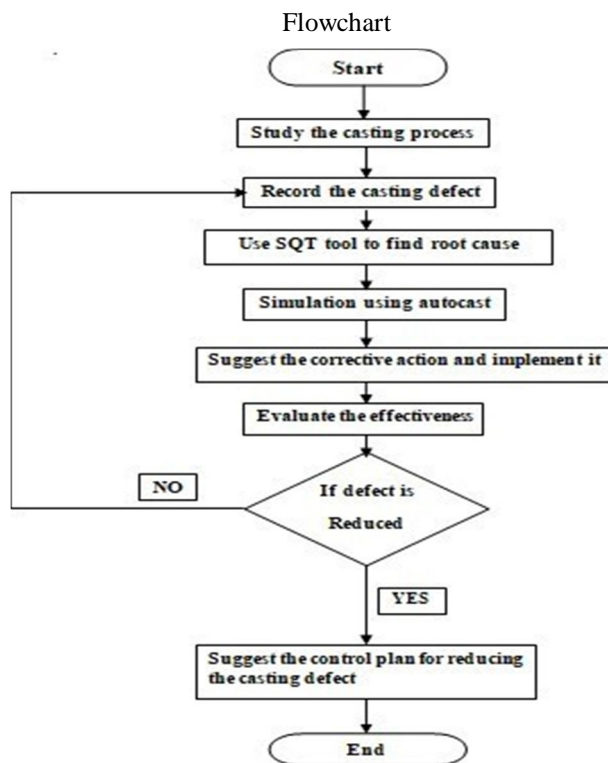 Flowchart
Start
Study the casting process
Record the casting defect
Use SQT tool to find root cause
Simulation using autocast
Suggest the corrective action and implement it
Evaluate the effectiveness
If defect is
Reduced
NO
YES
Suggest the control plan for reducing
the casting defect
End